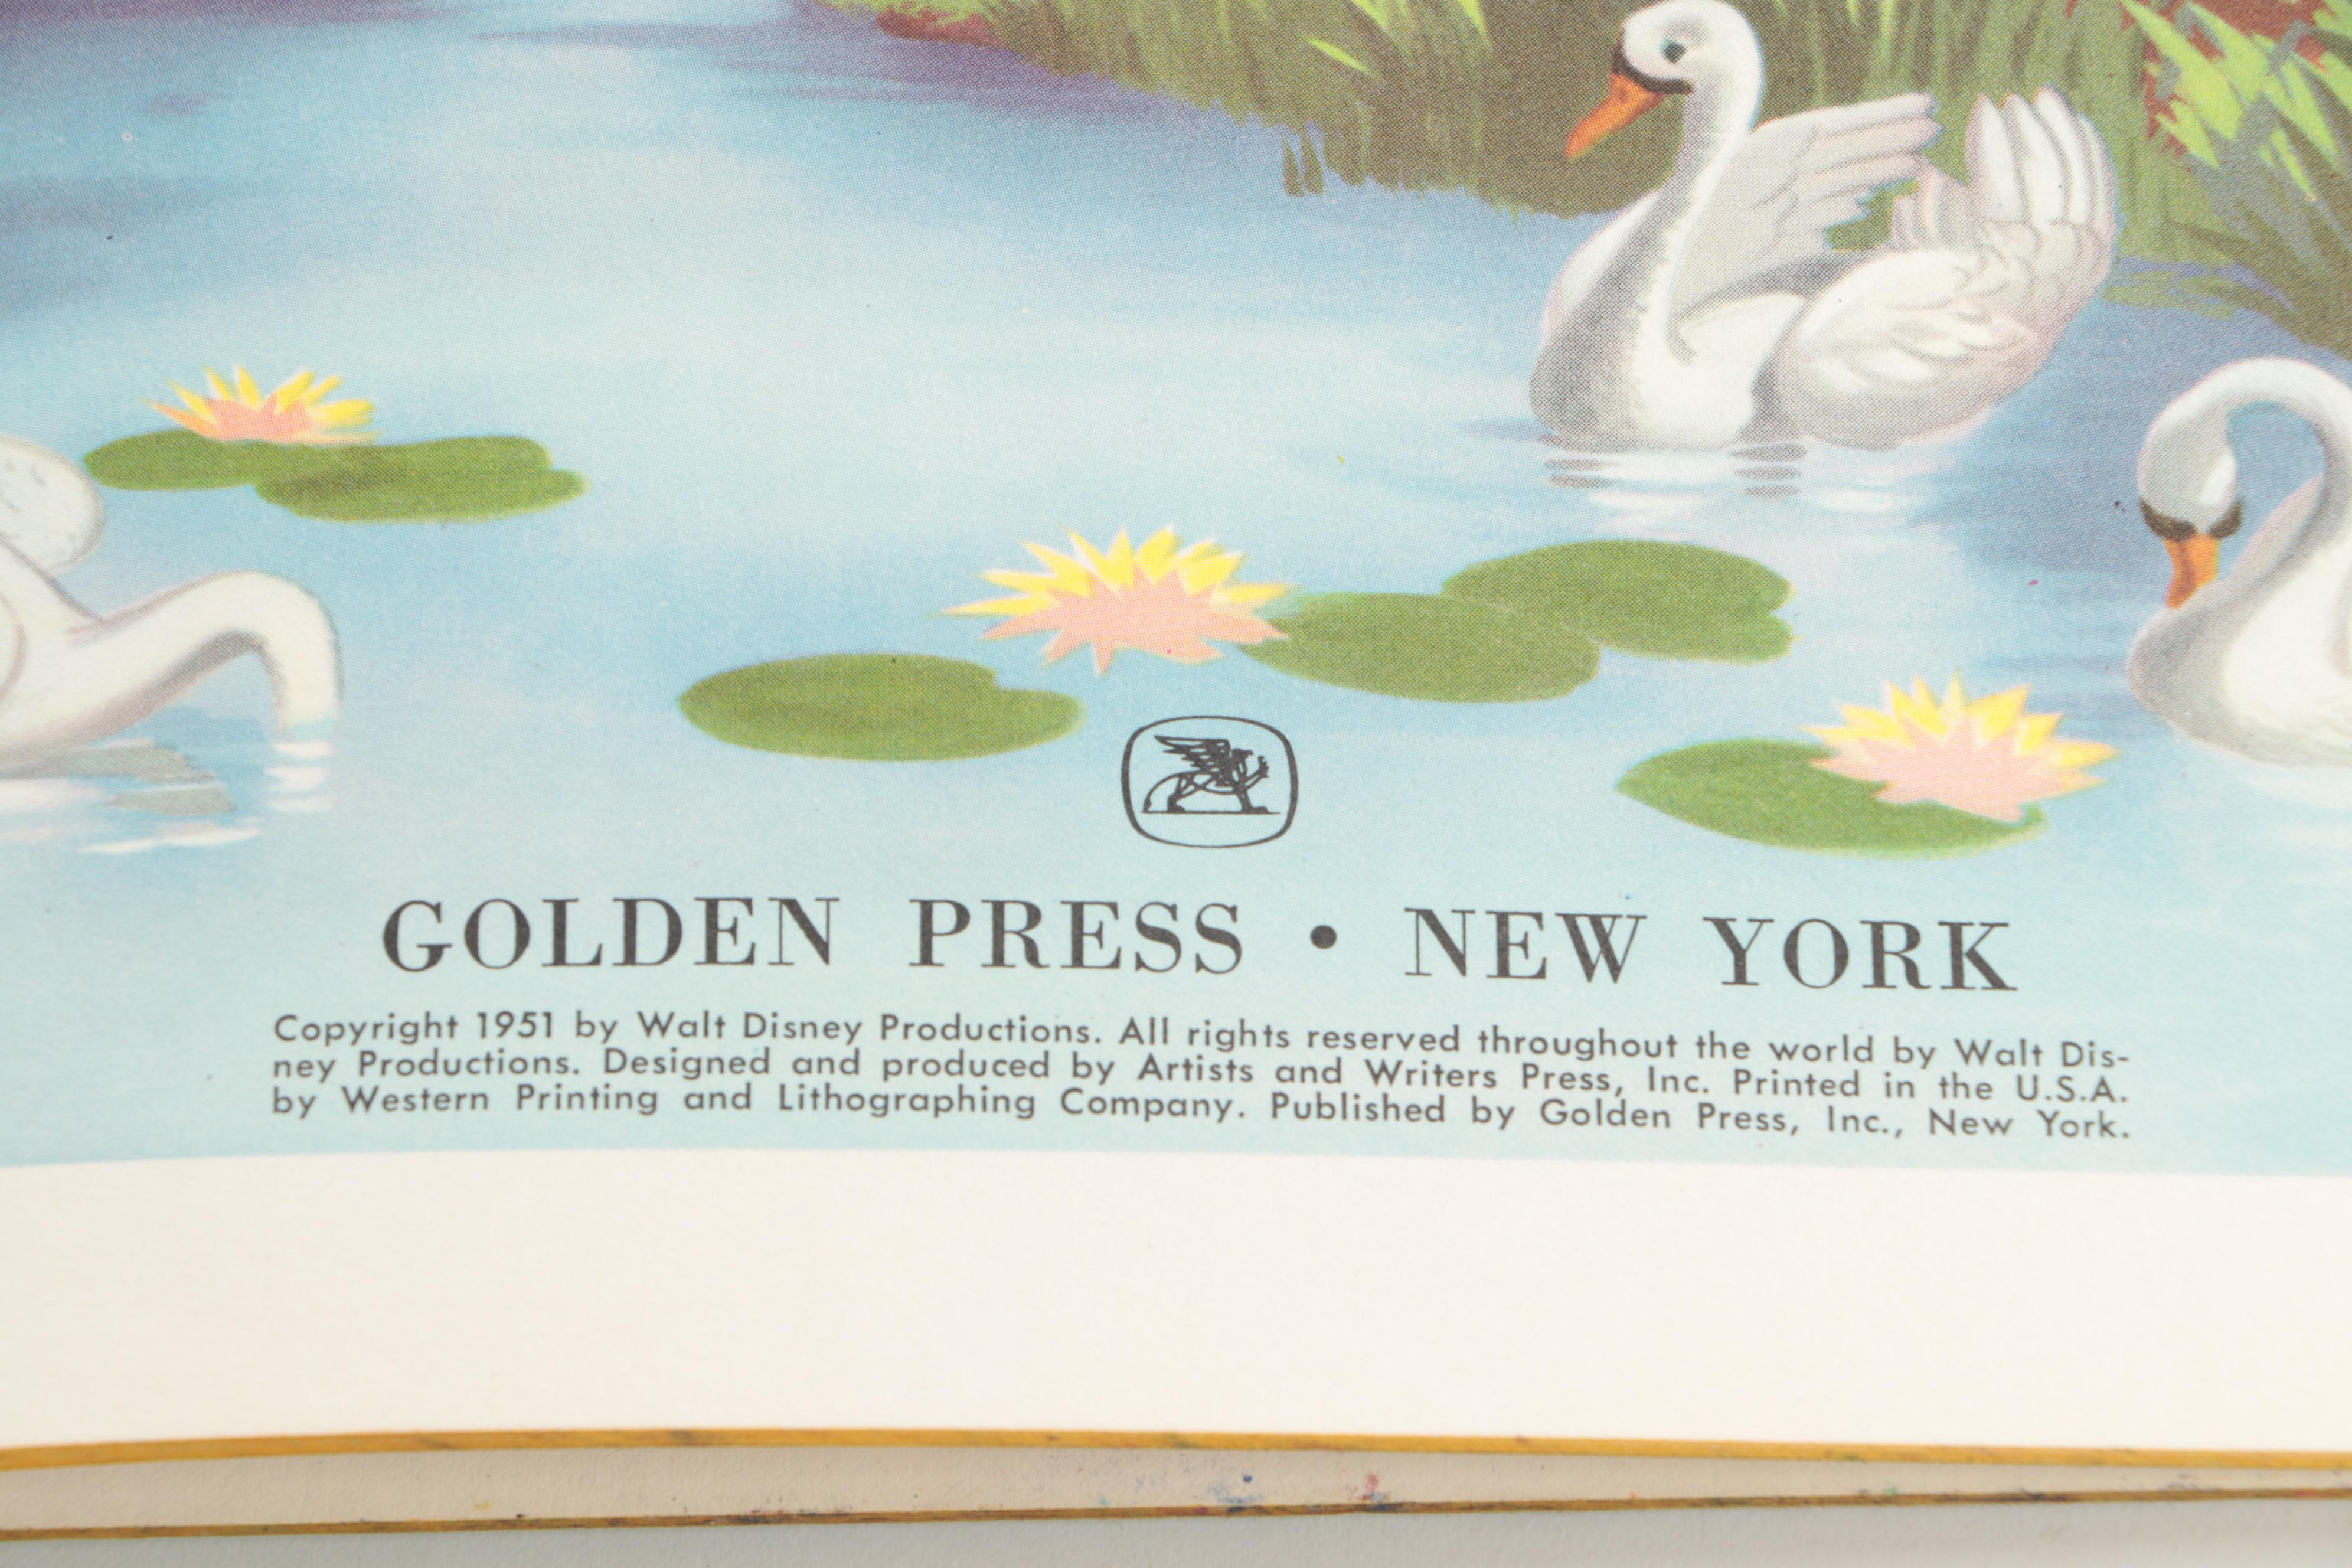 GOLDEN PRESS • NEW YORK
Copyright 1951 by Walt Disney Productions. All rights reserved throughout the world by Walt Dis-
ney Productions. Designed and produced by Artists and Writers Press, Inc. Printed in the U.S.A.
by Western Printing and Lithographing Company. Published by Golden Press, Inc., New York.